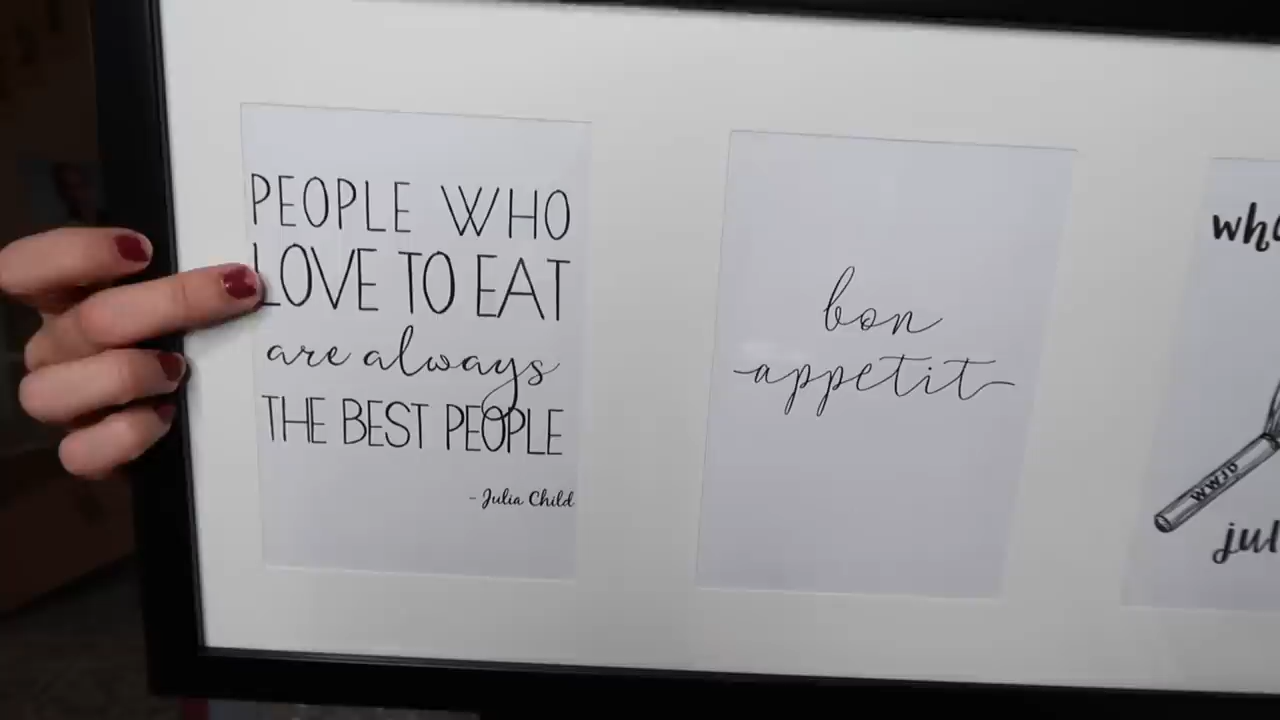 PEOPLE WHO
LOVE TO EAT
are always
THE BEST PEOPLE
- Julia Child
bon
appetit
WWJD